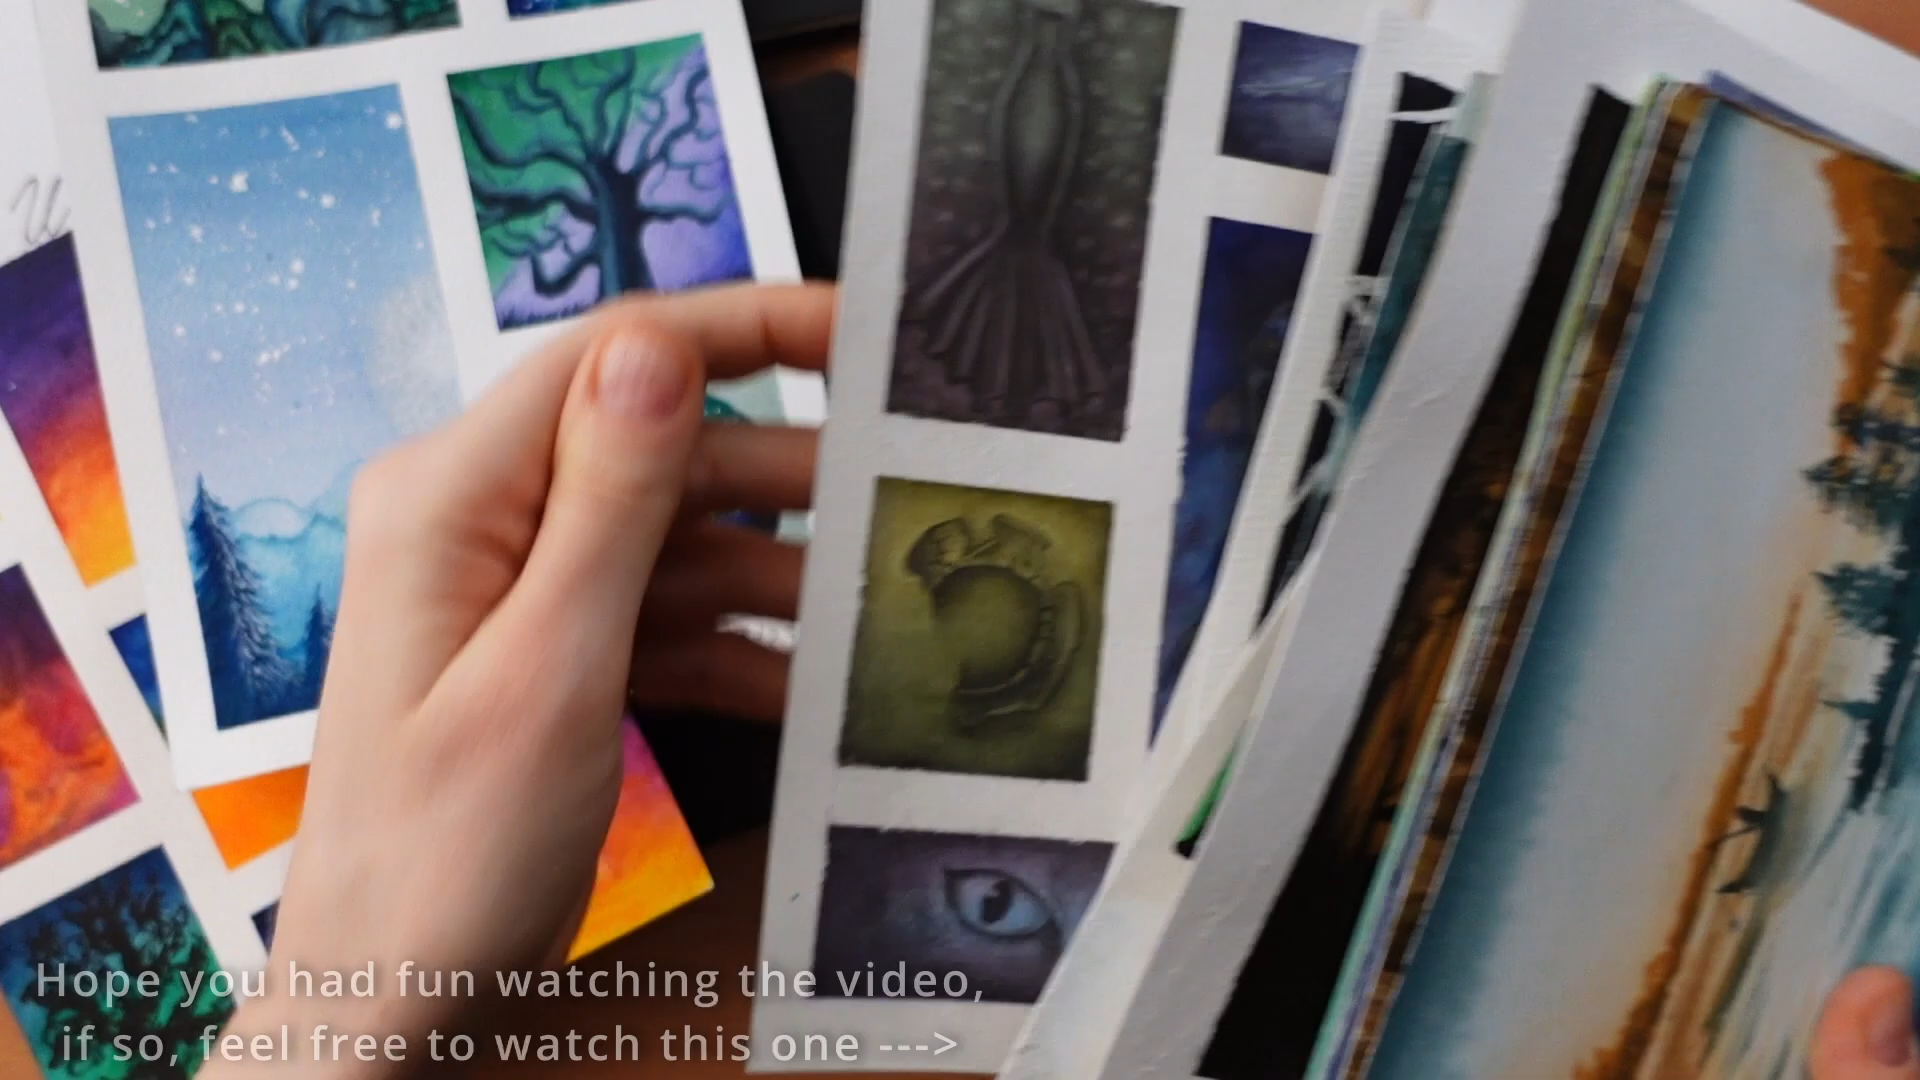 Hope you had fun watching the video,
if so, feel free to watch this one --->